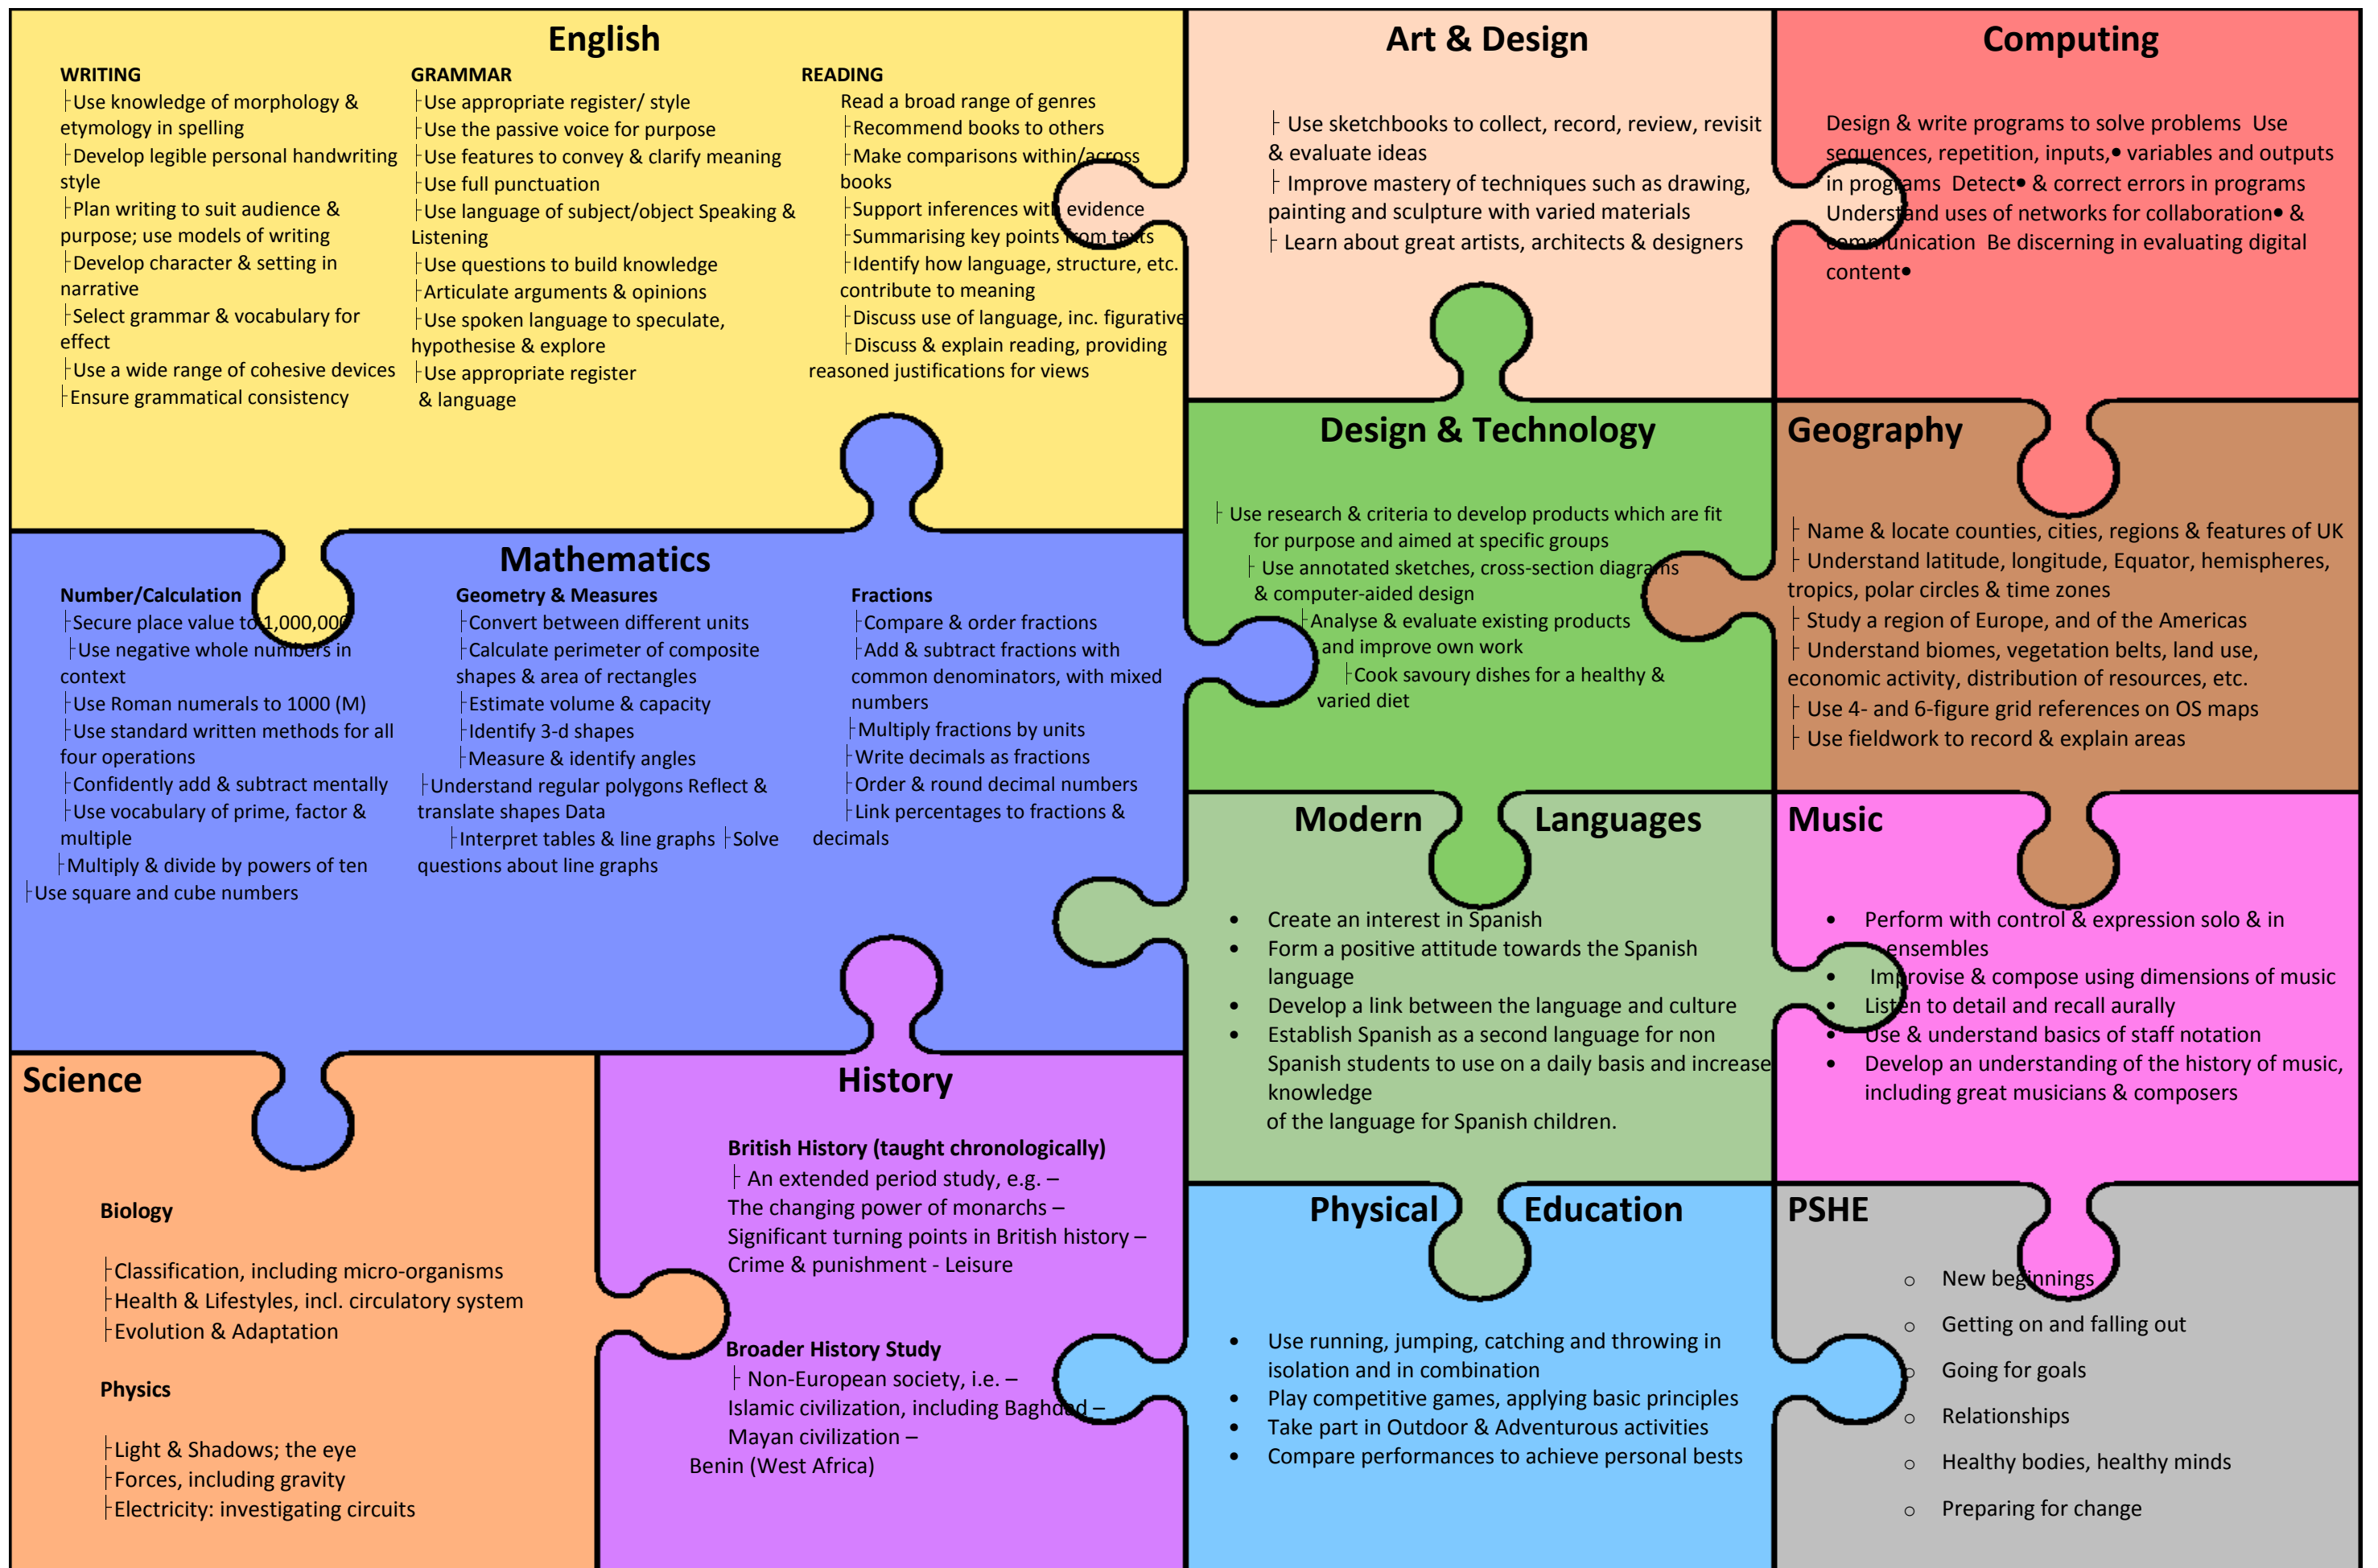 English
WRITING
├Use knowledge of morphology &
etymology in spelling
├Develop legible personal handwriting
style
├Plan writing to suit audience &
purpose; use models of writing
├Develop character & setting in
narrative
├Select grammar & vocabulary for
effect
├Use a wide range of cohesive devices
├Ensure grammatical consistency
GRAMMAR
├Use appropriate register/ style
├Use the passive voice for purpose
├Use features to convey & clarify meaning
├Use full punctuation
├Use language of subject/object Speaking &
Listening
├Use questions to build knowledge
├Articulate arguments & opinions
├Use spoken language to speculate,
hypothesise & explore
├Use appropriate register
& language
READING
Read a broad range of genres
├Recommend books to others
├Make comparisons within/across
books
├Support inferences with evidence
├Summarising key points from texts
├Identify how language, structure, etc.
contribute to meaning
├Discuss use of language, inc. figurative
├Discuss & explain reading, providing
reasoned justifications for views
Art & Design
├ Use sketchbooks to collect, record, review, revisit
& evaluate ideas
├ Improve mastery of techniques such as drawing,
painting and sculpture with varied materials
├ Learn about great artists, architects & designers
Computing
Design & write programs to solve problems  Use
sequences, repetition, inputs,• variables and outputs
in programs  Detect• & correct errors in programs
Understand uses of networks for collaboration• &
communication  Be discerning in evaluating digital
content•
Design & Technology
├ Use research & criteria to develop products which are fit
for purpose and aimed at specific groups
├ Use annotated sketches, cross-section diagrams
& computer-aided design
├Analyse & evaluate existing products
and improve own work
├Cook savoury dishes for a healthy &
varied diet
Geography
├ Name & locate counties, cities, regions & features of UK
├ Understand latitude, longitude, Equator, hemispheres,
tropics, polar circles & time zones
├ Study a region of Europe, and of the Americas
├ Understand biomes, vegetation belts, land use,
economic activity, distribution of resources, etc.
├ Use 4- and 6-figure grid references on OS maps
├ Use fieldwork to record & explain areas
Mathematics
Number/Calculation
├Secure place value to 1,000,000
├Use negative whole numbers in
context
├Use Roman numerals to 1000 (M)
├Use standard written methods for all
four operations
├Confidently add & subtract mentally
├Use vocabulary of prime, factor &
multiple
├Multiply & divide by powers of ten
├Use square and cube numbers
Geometry & Measures
├Convert between different units
├Calculate perimeter of composite
shapes & area of rectangles
├Estimate volume & capacity
├Identify 3-d shapes
├Measure & identify angles
├Understand regular polygons Reflect &
translate shapes Data
├Interpret tables & line graphs ├Solve
questions about line graphs
Fractions
├Compare & order fractions
├Add & subtract fractions with
common denominators, with mixed
numbers
├Multiply fractions by units
├Write decimals as fractions
├Order & round decimal numbers
├Link percentages to fractions &
decimals
Modern Languages
• Create an interest in Spanish
• Form a positive attitude towards the Spanish
language
• Develop a link between the language and culture
• Establish Spanish as a second language for non
Spanish students to use on a daily basis and increase
knowledge
of the language for Spanish children.
Music
• Perform with control & expression solo & in
ensembles
• Improvise & compose using dimensions of music
• Listen to detail and recall aurally
• Use & understand basics of staff notation
• Develop an understanding of the history of music,
including great musicians & composers
Science
Biology
├Classification, including micro-organisms
├Health & Lifestyles, incl. circulatory system
├Evolution & Adaptation
Physics
├Light & Shadows; the eye
├Forces, including gravity
├Electricity: investigating circuits
History
British History (taught chronologically)
├ An extended period study, e.g. –
The changing power of monarchs –
Significant turning points in British history –
Crime & punishment - Leisure
Broader History Study
├ Non-European society, i.e. –
Islamic civilization, including Baghdad –
Mayan civilization –
Benin (West Africa)
Physical Education
• Use running, jumping, catching and throwing in
isolation and in combination
• Play competitive games, applying basic principles
• Take part in Outdoor & Adventurous activities
• Compare performances to achieve personal bests
PSHE
o New beginnings
o Getting on and falling out
o Going for goals
o Relationships
o Healthy bodies, healthy minds
o Preparing for change